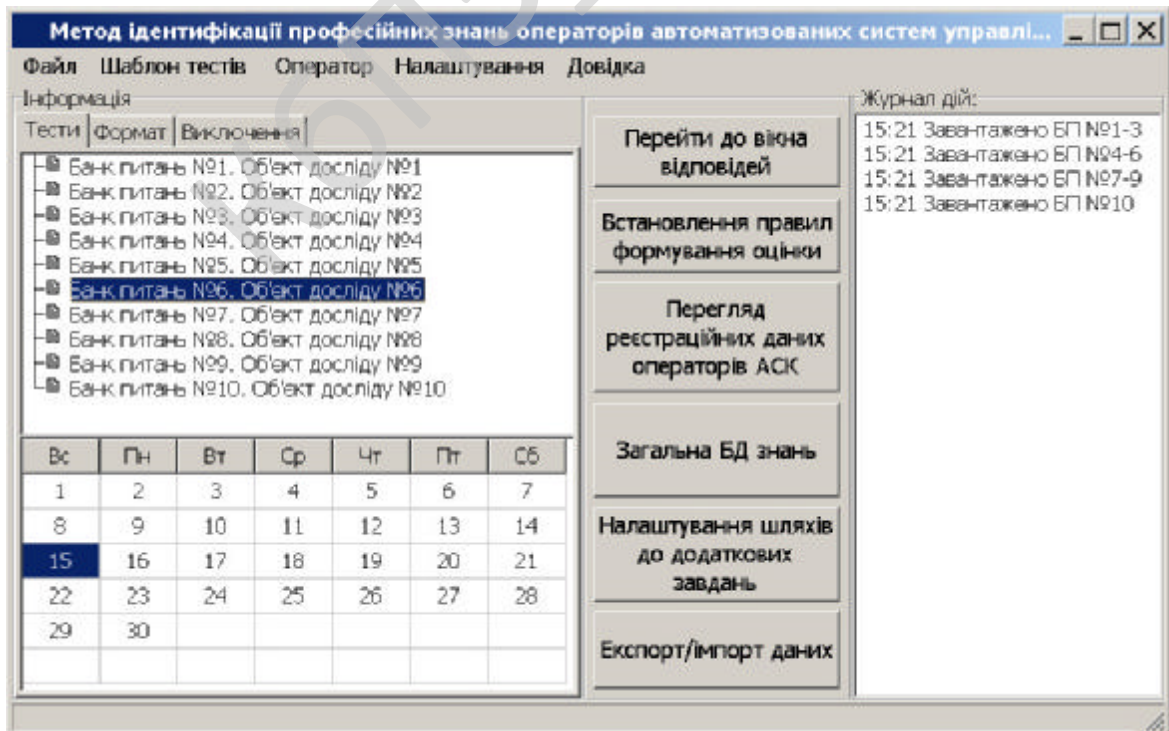 Метод ідентифікації професійних знань операторів автоматизованих систем управлі...
Файл Шаблон тестів Оператор Налаштування Довідка
Інформація
Тести Формат Виключення
Банк питань №1. Об'єкт досліду №1
Банк питань №2. Об'єкт досліду №2
Банк питань №3. Об'єкт досліду №3
Банк питань №4. Об'єкт досліду №4
Банк питань №5. Об'єкт досліду №5
Банк питань №6. Об'єкт досліду №6
Банк питань №7. Об'єкт досліду №7
Банк питань №8. Об'єкт досліду №8
Банк питань №9. Об'єкт досліду №9
Банк питань №10. Об'єкт досліду №10
Вс Пн Вт Ср Чт Пт Сб
1 2 3 4 5 6 7
8 9 10 11 12 13 14
15 16 17 18 19 20 21
22 23 24 25 26 27 28
29 30
Перейти до вікна
відповідей
Встановлення правил
формування оцінки
Перегляд
реєстраційних даних
операторів АСК
Загальна БД знань
Налаштування шляхів
до додаткових
завдань
Експорт/імпорт даних
Журнал дій:
15:21 Завантажено БП №1-3
15:21 Завантажено БП №4-6
15:21 Завантажено БП №7-9
15:21 Завантажено БП №10